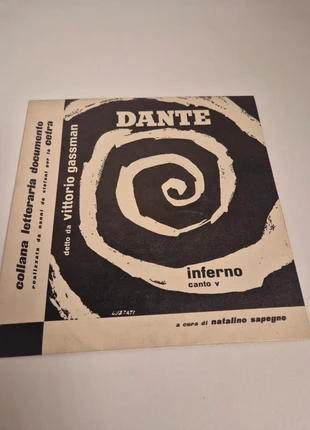 collana letteraria documento
realizzata da nanni de stefani per la cetra
detto da vittorio gassman
DANTE
inferno
canto v
a cura di natalino sapegno